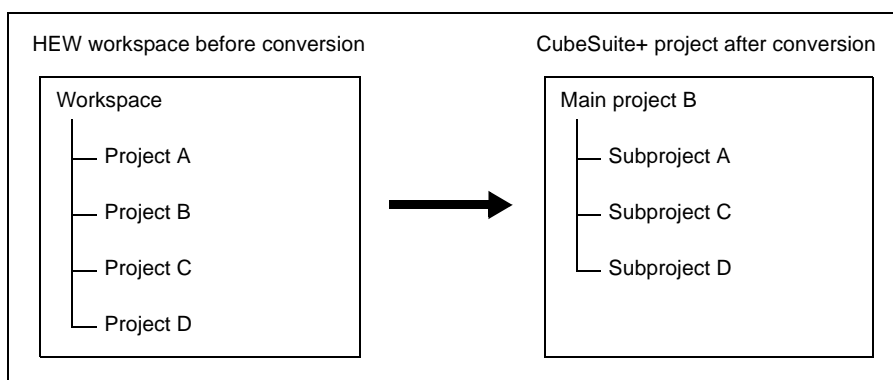 HEW workspace before conversion
Workspace
Project A
Project B
Project C
Project D
CubeSuite+ project after conversion
Main project B
Subproject A
Subproject C
Subproject D